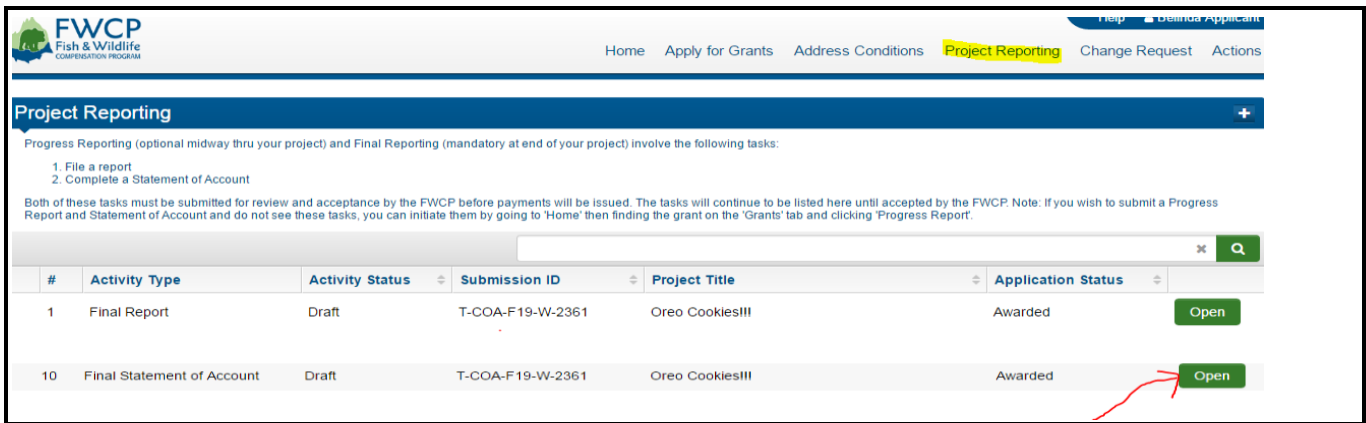 FWCP
Fish & Wildlife
COMPENSATION PROGRAM
Help Belinda Applicant
Home Apply for Grants Address Conditions Project Reporting Change Request Actions
Project Reporting
Progress Reporting (optional midway thru your project) and Final Reporting (mandatory at end of your project) involve the following tasks:
1. File a report
2. Complete a Statement of Account
Both of these tasks must be submitted for review and acceptance by the FWCP before payments will be issued. The tasks will continue to be listed here until accepted by the FWCP. Note: If you wish to submit a Progress
Report and Statement of Account and do not see these tasks, you can initiate them by going to 'Home' then finding the grant on the 'Grants' tab and clicking 'Progress Report'.
# Activity Type Activity Status Submission ID Project Title Application Status
1 Final Report Draft T-COA-F19-W-2361 Oreo Cookies!!! Awarded Open
10 Final Statement of Account Draft T-COA-F19-W-2361 Oreo Cookies!!! Awarded Open